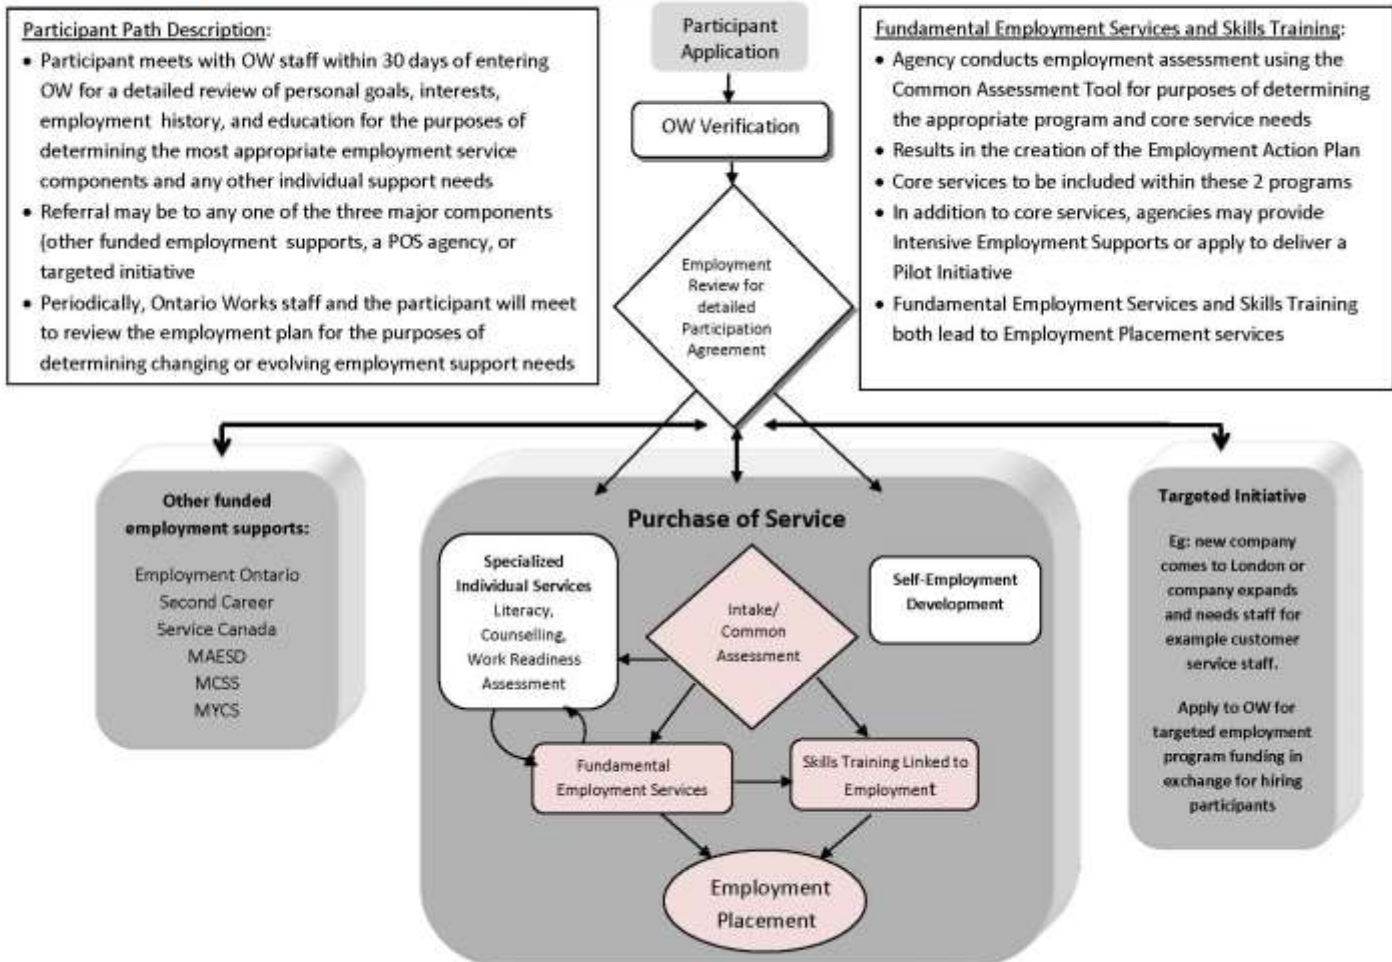 Participant Path Description:
• Participant meets with OW staff within 30 days of entering
OW for a detailed review of personal goals, interests,
employment history, and education for the purposes of
determining the most appropriate employment service
components and any other individual support needs
• Referral may be to any one of the three major components
(other funded employment supports, a POS agency, or
targeted initiative
• Periodically, Ontario Works staff and the participant will meet
to review the employment plan for the purposes of
determining changing or evolving employment support needs
Participant
Application
OW Verification
Employment
Review for
detailed
Participation
Agreement
Fundamental Employment Services and Skills Training:
• Agency conducts employment assessment using the
Common Assessment Tool for purposes of determining
the appropriate program and core service needs
• Results in the creation of the Employment Action Plan
• Core services to be included within these 2 programs
• In addition to core services, agencies may provide
Intensive Employment Supports or apply to deliver a
Pilot Initiative
• Fundamental Employment Services and Skills Training
both lead to Employment Placement services
Other funded
employment supports:
Employment Ontario
Second Career
Service Canada
MAESD
MCSS
MYCS
Purchase of Service
Specialized
Individual Services
Literacy,
Counselling,
Work Readiness
Assessment
Intake/
Common
Assessment
Self-Employment
Development
Fundamental
Employment Services
Skills Training Linked to
Employment
Employment
Placement
Targeted Initiative
Eg: new company
comes to London or
company expands
and needs staff for
example customer
service staff.
Apply to OW for
targeted employment
program funding in
exchange for hiring
participants